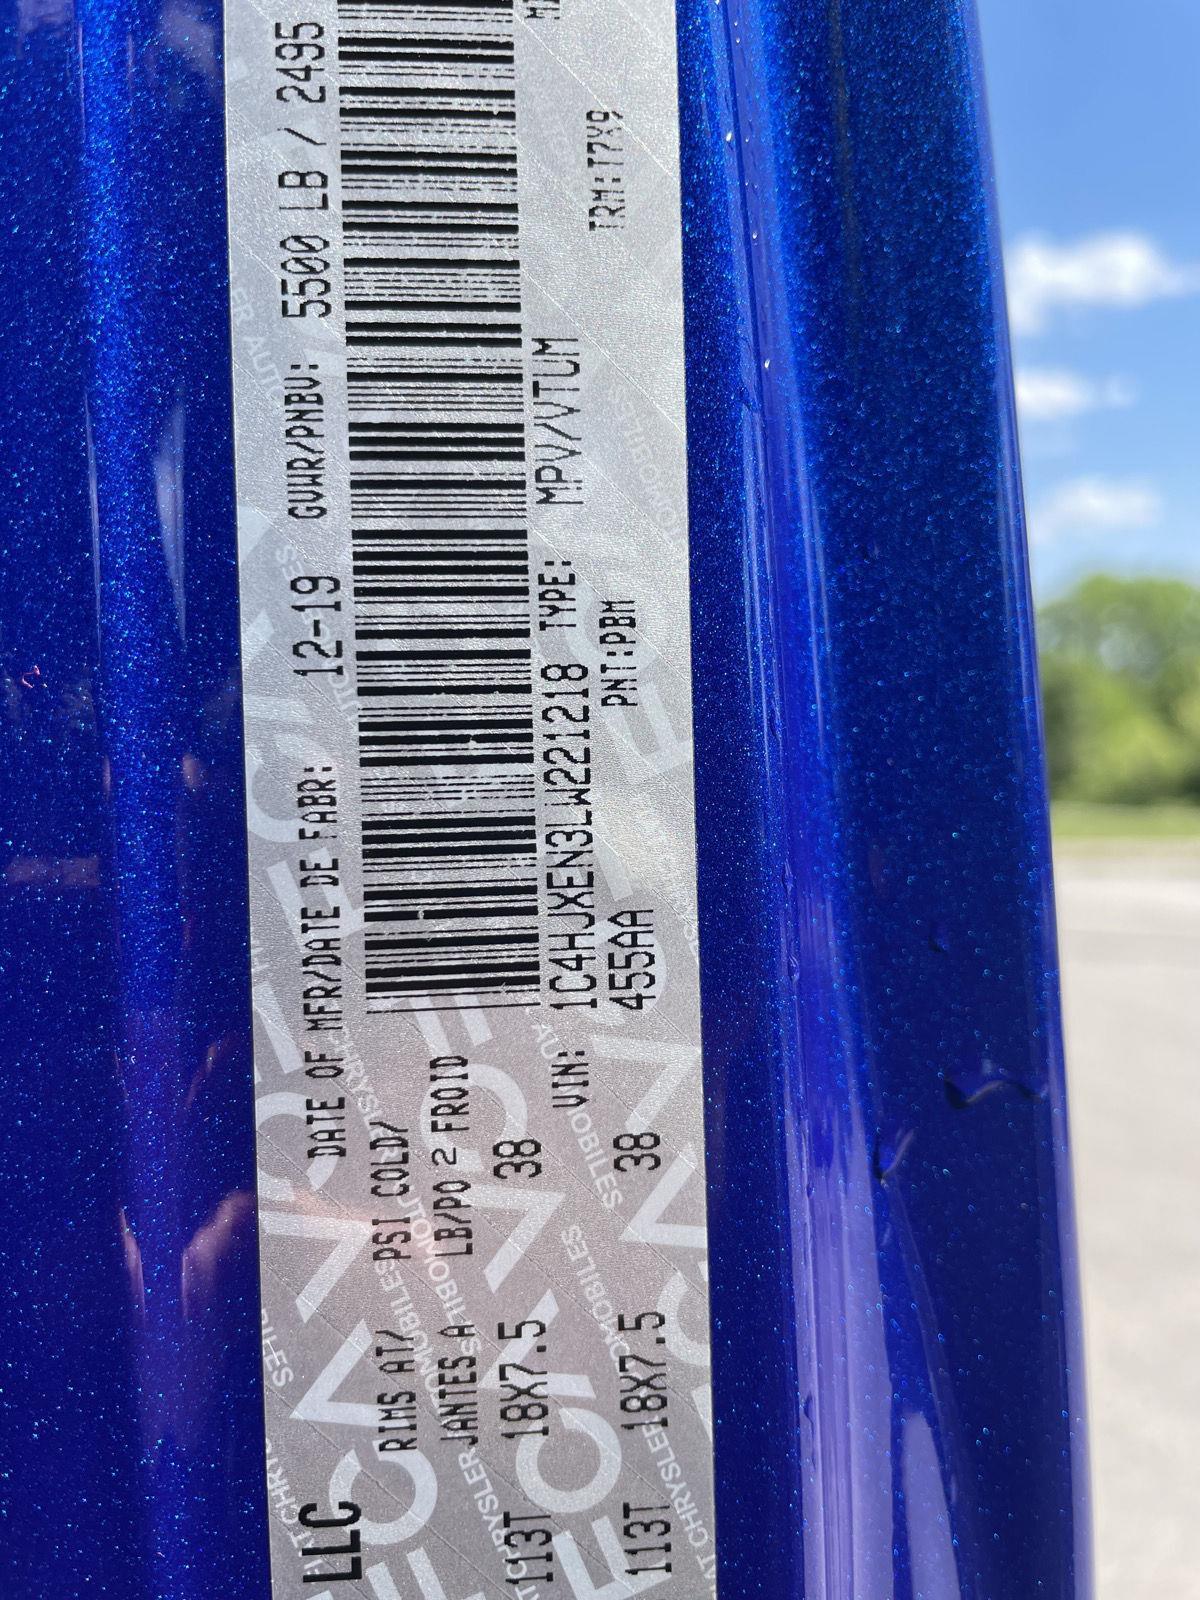 LLC
DATE OF MFR/DATE DE FABR: 12-19 GVWR/PNBV: 5500 LB / 2495
RIMS AT/ PSI COLD/
JANTES A LB/PO 2 FROID
113T 18X7.5 38
VIN: 1C4HJXEN3LW221218 TYPE: MPV/VTUM
113T 18X7.5 38
455AA PNT:PBM TRM:T7X9